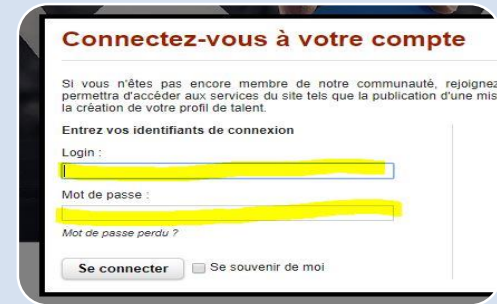 Connectez-vous à votre compte
Si vous n'êtes pas encore membre de notre communauté, rejoignez
permettra d'accéder aux services du site tels que la publication d'une mis
la création de votre profil de talent.
Entrez vos identifiants de connexion
Login :
Mot de passe :
Mot de passe perdu ?
Se connecter
Se souvenir de moi